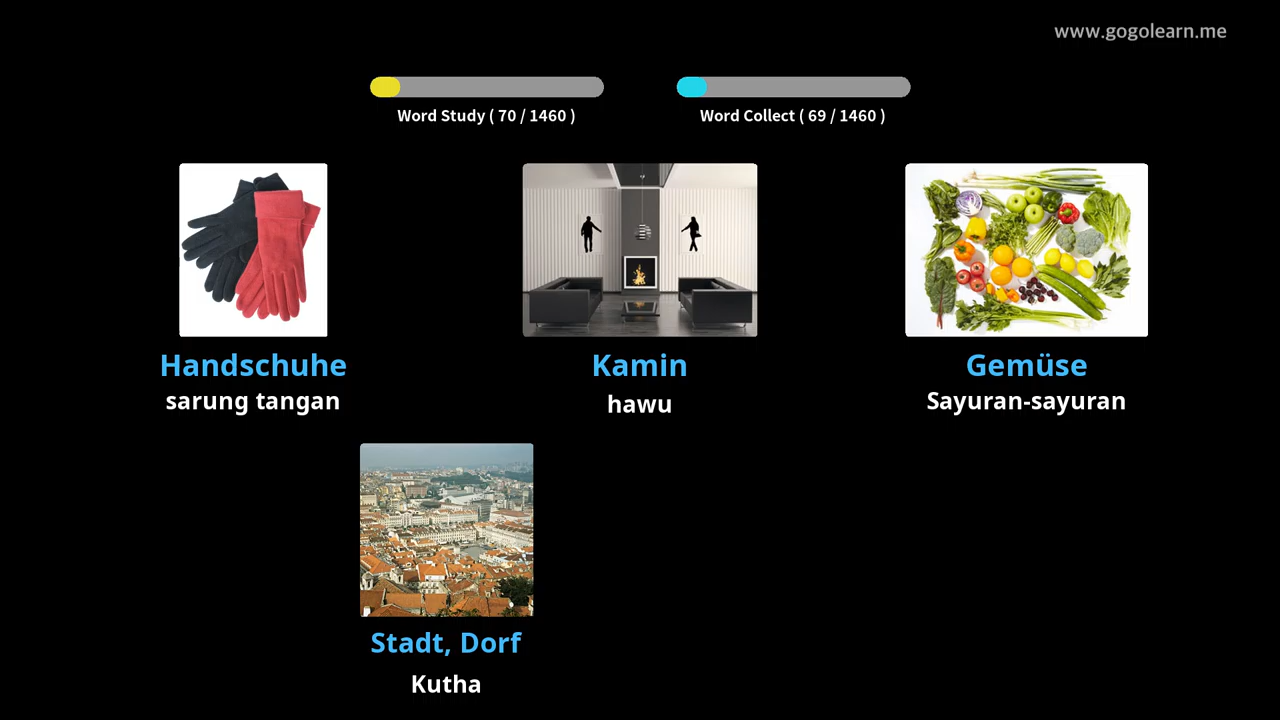 www.gogolearn.me
Word Study ( 70 / 1460 )
Word Collect ( 69 / 1460 )
Handschuhe
sarung tangan
Kamin
hawu
Gemüse
Sayuran-sayuran
Stadt, Dorf
Kutha